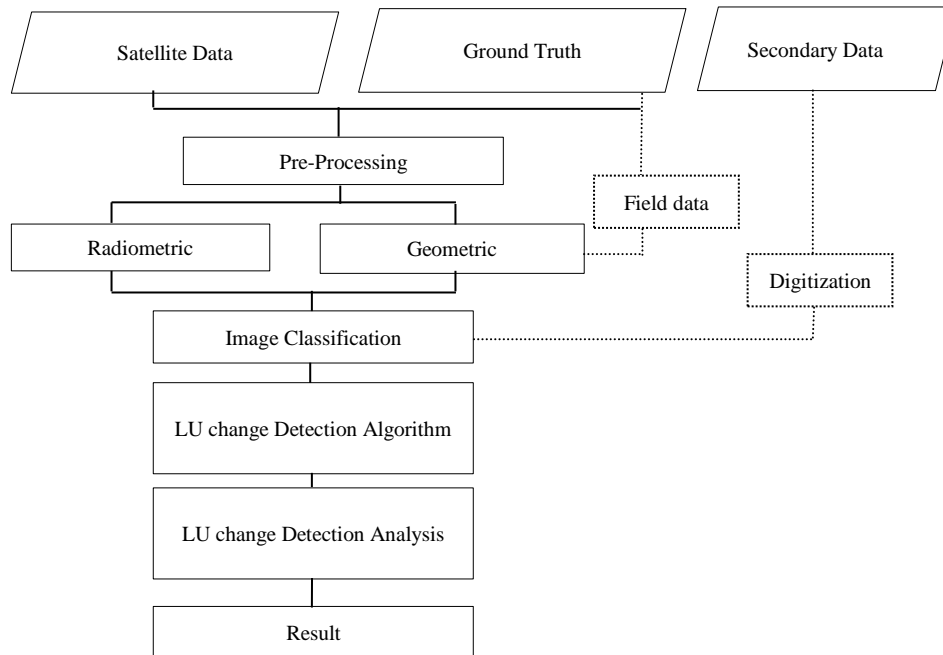 Satellite Data
Ground Truth
Secondary Data
Pre-Processing
Field data
Radiometric
Geometric
Digitization
Image Classification
LU change Detection Algorithm
LU change Detection Analysis
Result